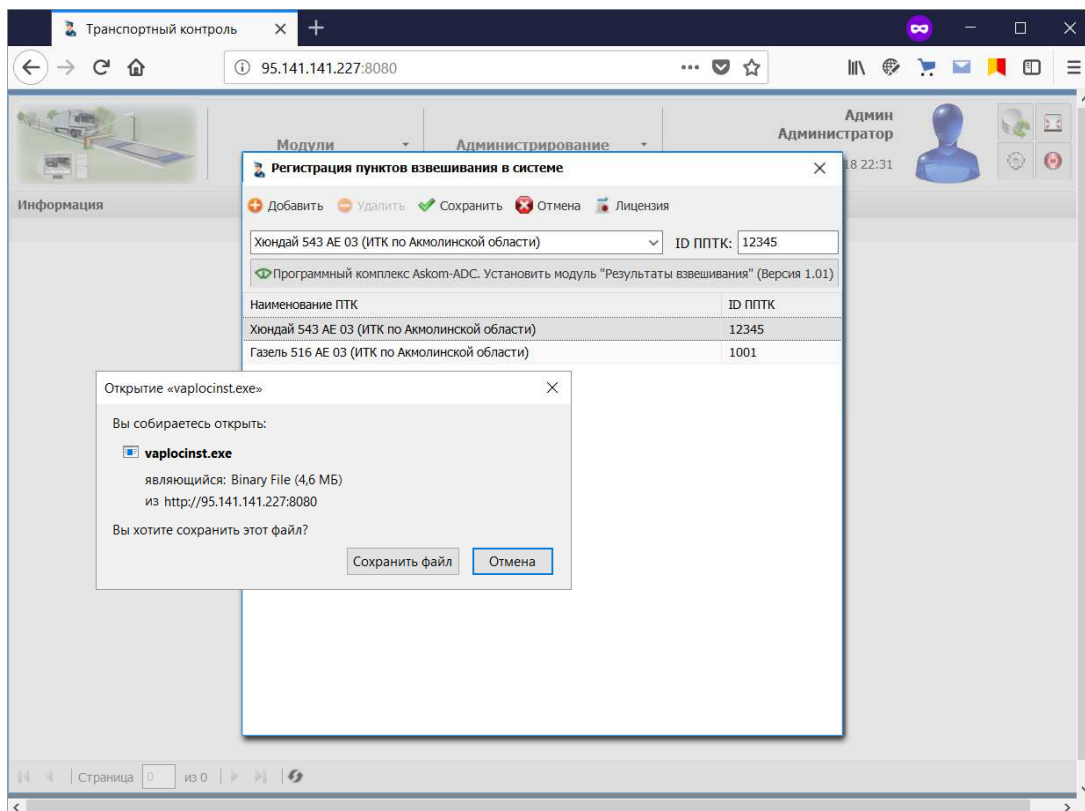 Транспортный контроль
95.141.141.227:8080
Админ
Администратор
Модули
Администрирование
18 22:31
Информация
Регистрация пунктов взвешивания в системе
Добавить Удалить Сохранить Отмена Лицензия
Хюндай 543 АЕ 03 (ИТК по Акмолинской области) ID ППТК: 12345
Программный комплекс Askom-ADC. Установить модуль "Результаты взвешивания" (Версия 1.01)
Наименование ПТК ID ППТК
Хюндай 543 АЕ 03 (ИТК по Акмолинской области) 12345
Газель 516 АЕ 03 (ИТК по Акмолинской области) 1001
Открытие «vaplocinst.exe»
Вы собираетесь открыть:
vaplocinst.exe
являющийся: Binary File (4,6 МБ)
из http://95.141.141.227:8080
Вы хотите сохранить этот файл?
Сохранить файл Отмена
Страница 0 из 0